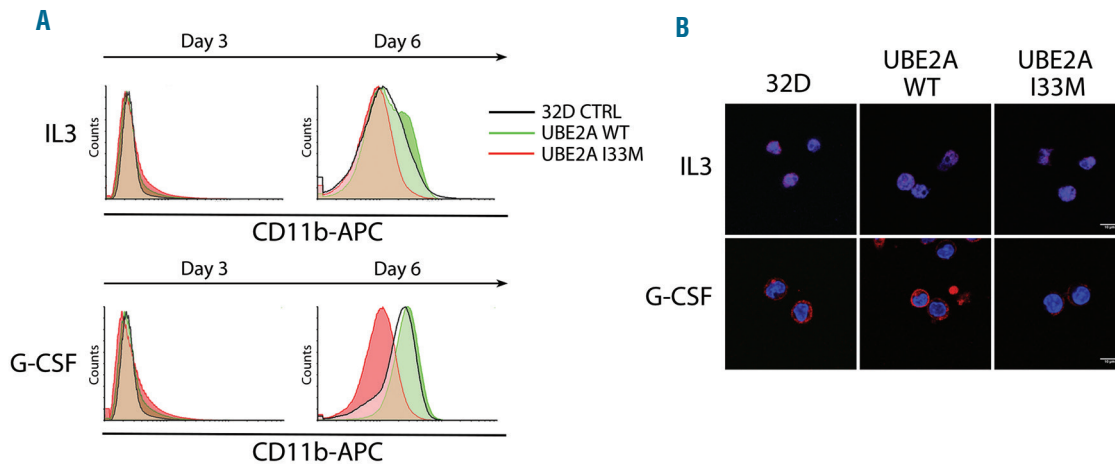 A
Day 3 Day 6
IL3
Counts
Counts
32D CTRL
UBE2A WT
UBE2A I33M
CD11b-APC
Day 3 Day 6
G-CSF
Counts
Counts
CD11b-APC
B
32D
UBE2A
WT
UBE2A
I33M
IL3
G-CSF